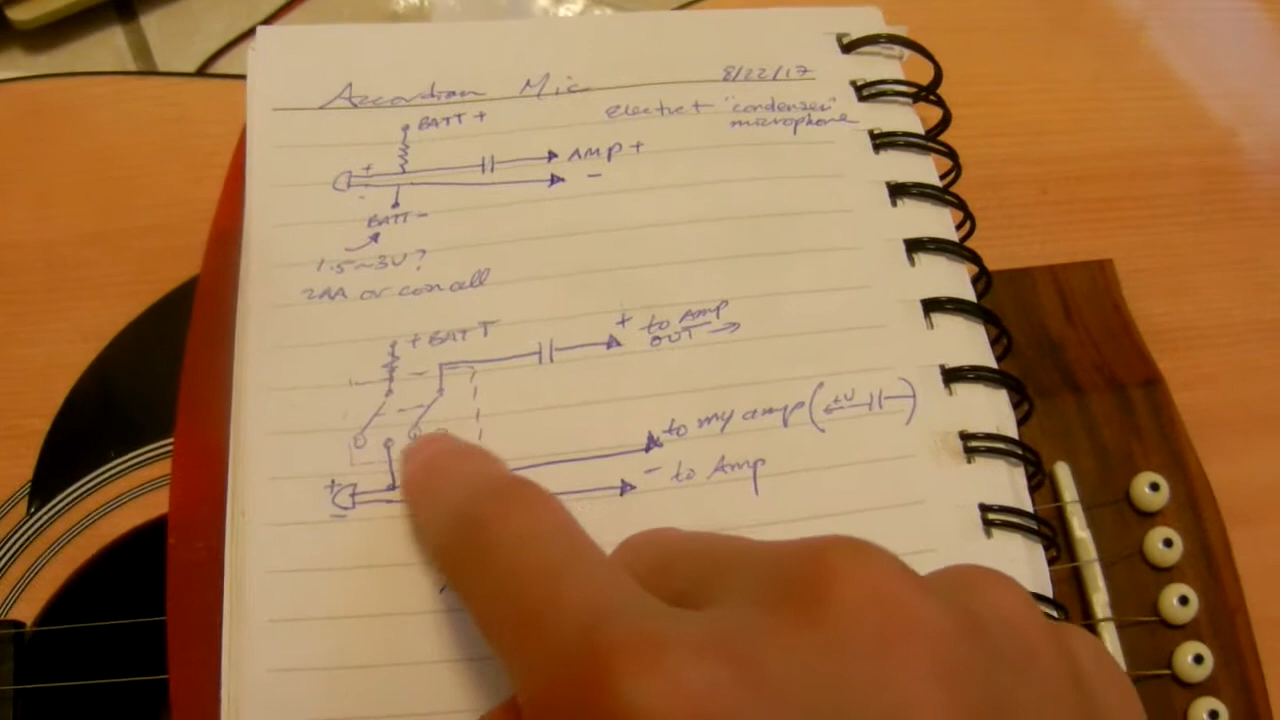 Accordian Mic 8/22/17
Electret "condenser"
microphone
BATT +
+ AMP +
- -
BATT -
1.5~3V?
2AA or coin cell
+ BATT
+ to AMP
OUT →
to my amp (+V )
+ - to Amp
-